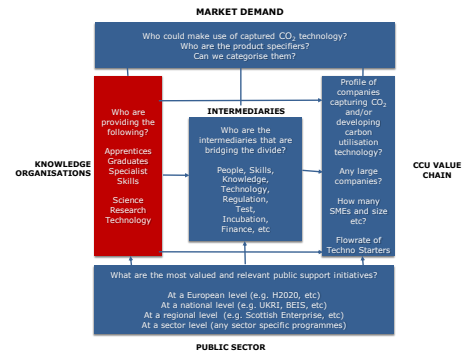 MARKET DEMAND
Who could make use of captured CO₂ technology?
Who are the product specifiers?
Can we categorise them?
KNOWLEDGE
ORGANISATIONS
Who are
providing the
following?
Apprentices
Graduates
Specialist
Skills
Science
Research
Technology
INTERMEDIARIES
Who are the
intermediaries that are
bridging the divide?
People, Skills,
Knowledge,
Technology,
Regulation,
Test,
Incubation,
Finance, etc
Profile of
companies
capturing CO₂
and/or
developing
carbon
utilisation
technology?
Any large
companies?
How many
SMEs and size
etc?
Flowrate of
Techno Starters
CCU VALUE
CHAIN
What are the most valued and relevant public support initiatives?
At a European level (e.g. H2020, etc)
At a national level (e.g. UKRI, BEIS, etc)
At a regional level (e.g. Scottish Enterprise, etc)
At a sector level (any sector specific programmes)
PUBLIC SECTOR